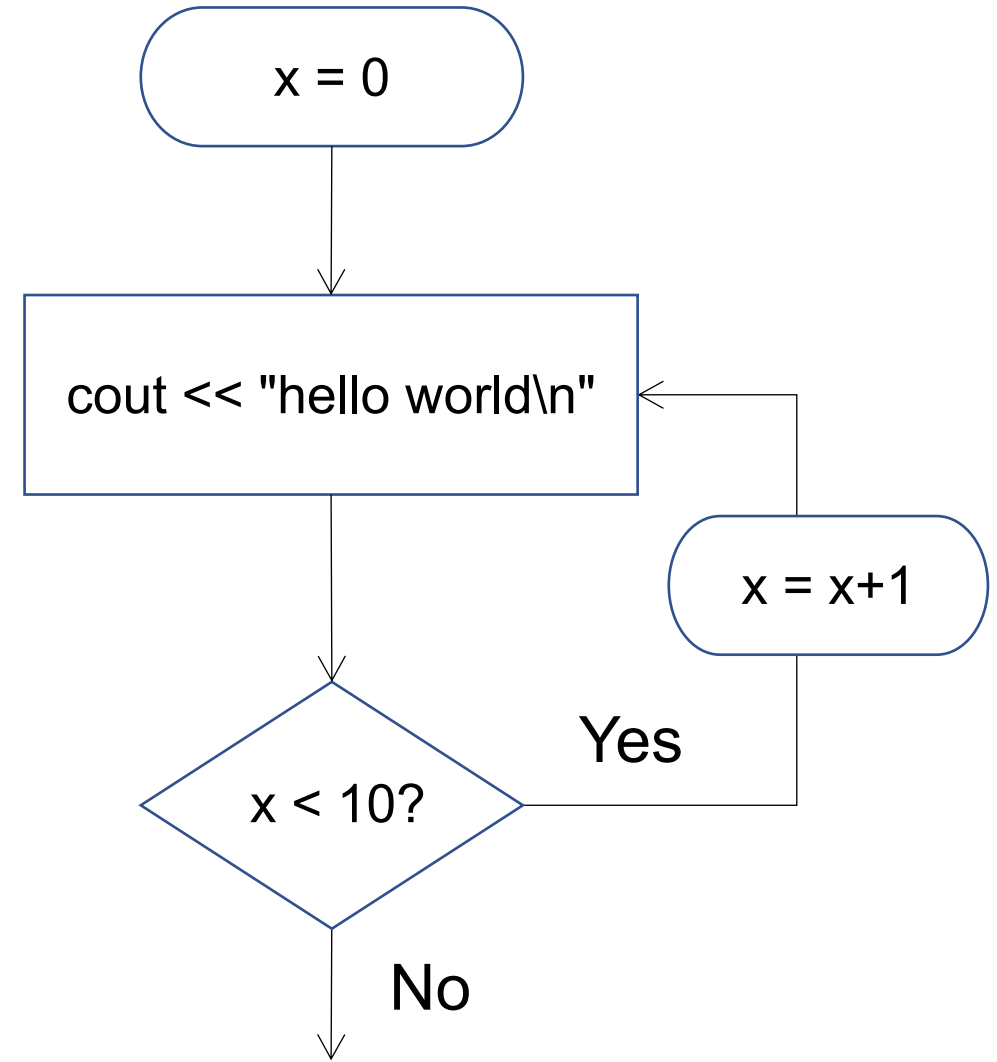 x = 0
cout << "hello world\n"
x = x+1
Yes
x < 10?
No